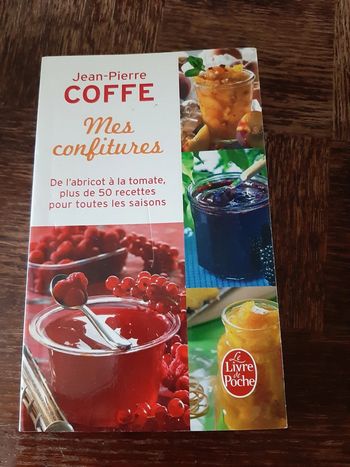 Jean-Pierre
COFFE
Mes
confitures
De l'abricot à la tomate,
plus de 50 recettes
pour toutes les saisons
Le
Livre
de
Poche